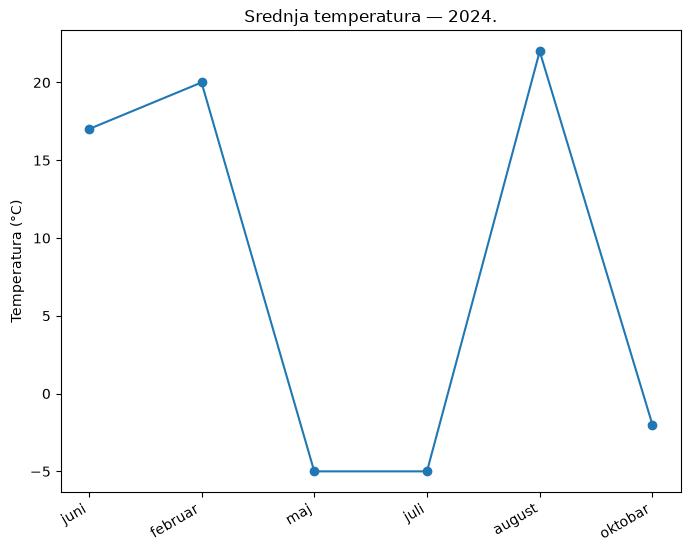 Srednja temperatura — 2024.
Temperatura (°C)
20
15
10
5
0
−5
juni
februar
maj
juli
august
oktobar